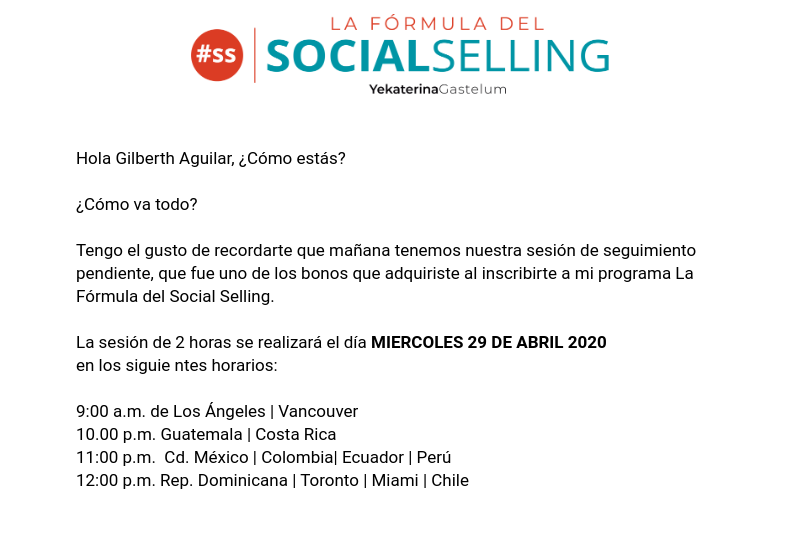 LA FÓRMULA DEL
#ss
SOCIALSELLING
YekaterinaGastelum
Hola Gilberth Aguilar, ¿Cómo estás?
¿Cómo va todo?
Tengo el gusto de recordarte que mañana tenemos nuestra sesión de seguimiento
pendiente, que fue uno de los bonos que adquiriste al inscribirte a mi programa La
Fórmula del Social Selling.
La sesión de 2 horas se realizará el día MIERCOLES 29 DE ABRIL 2020
en los siguie ntes horarios:
9:00 a.m. de Los Ángeles | Vancouver
10.00 p.m. Guatemala | Costa Rica
11:00 p.m.  Cd. México | Colombia| Ecuador | Perú
12:00 p.m. Rep. Dominicana | Toronto | Miami | Chile